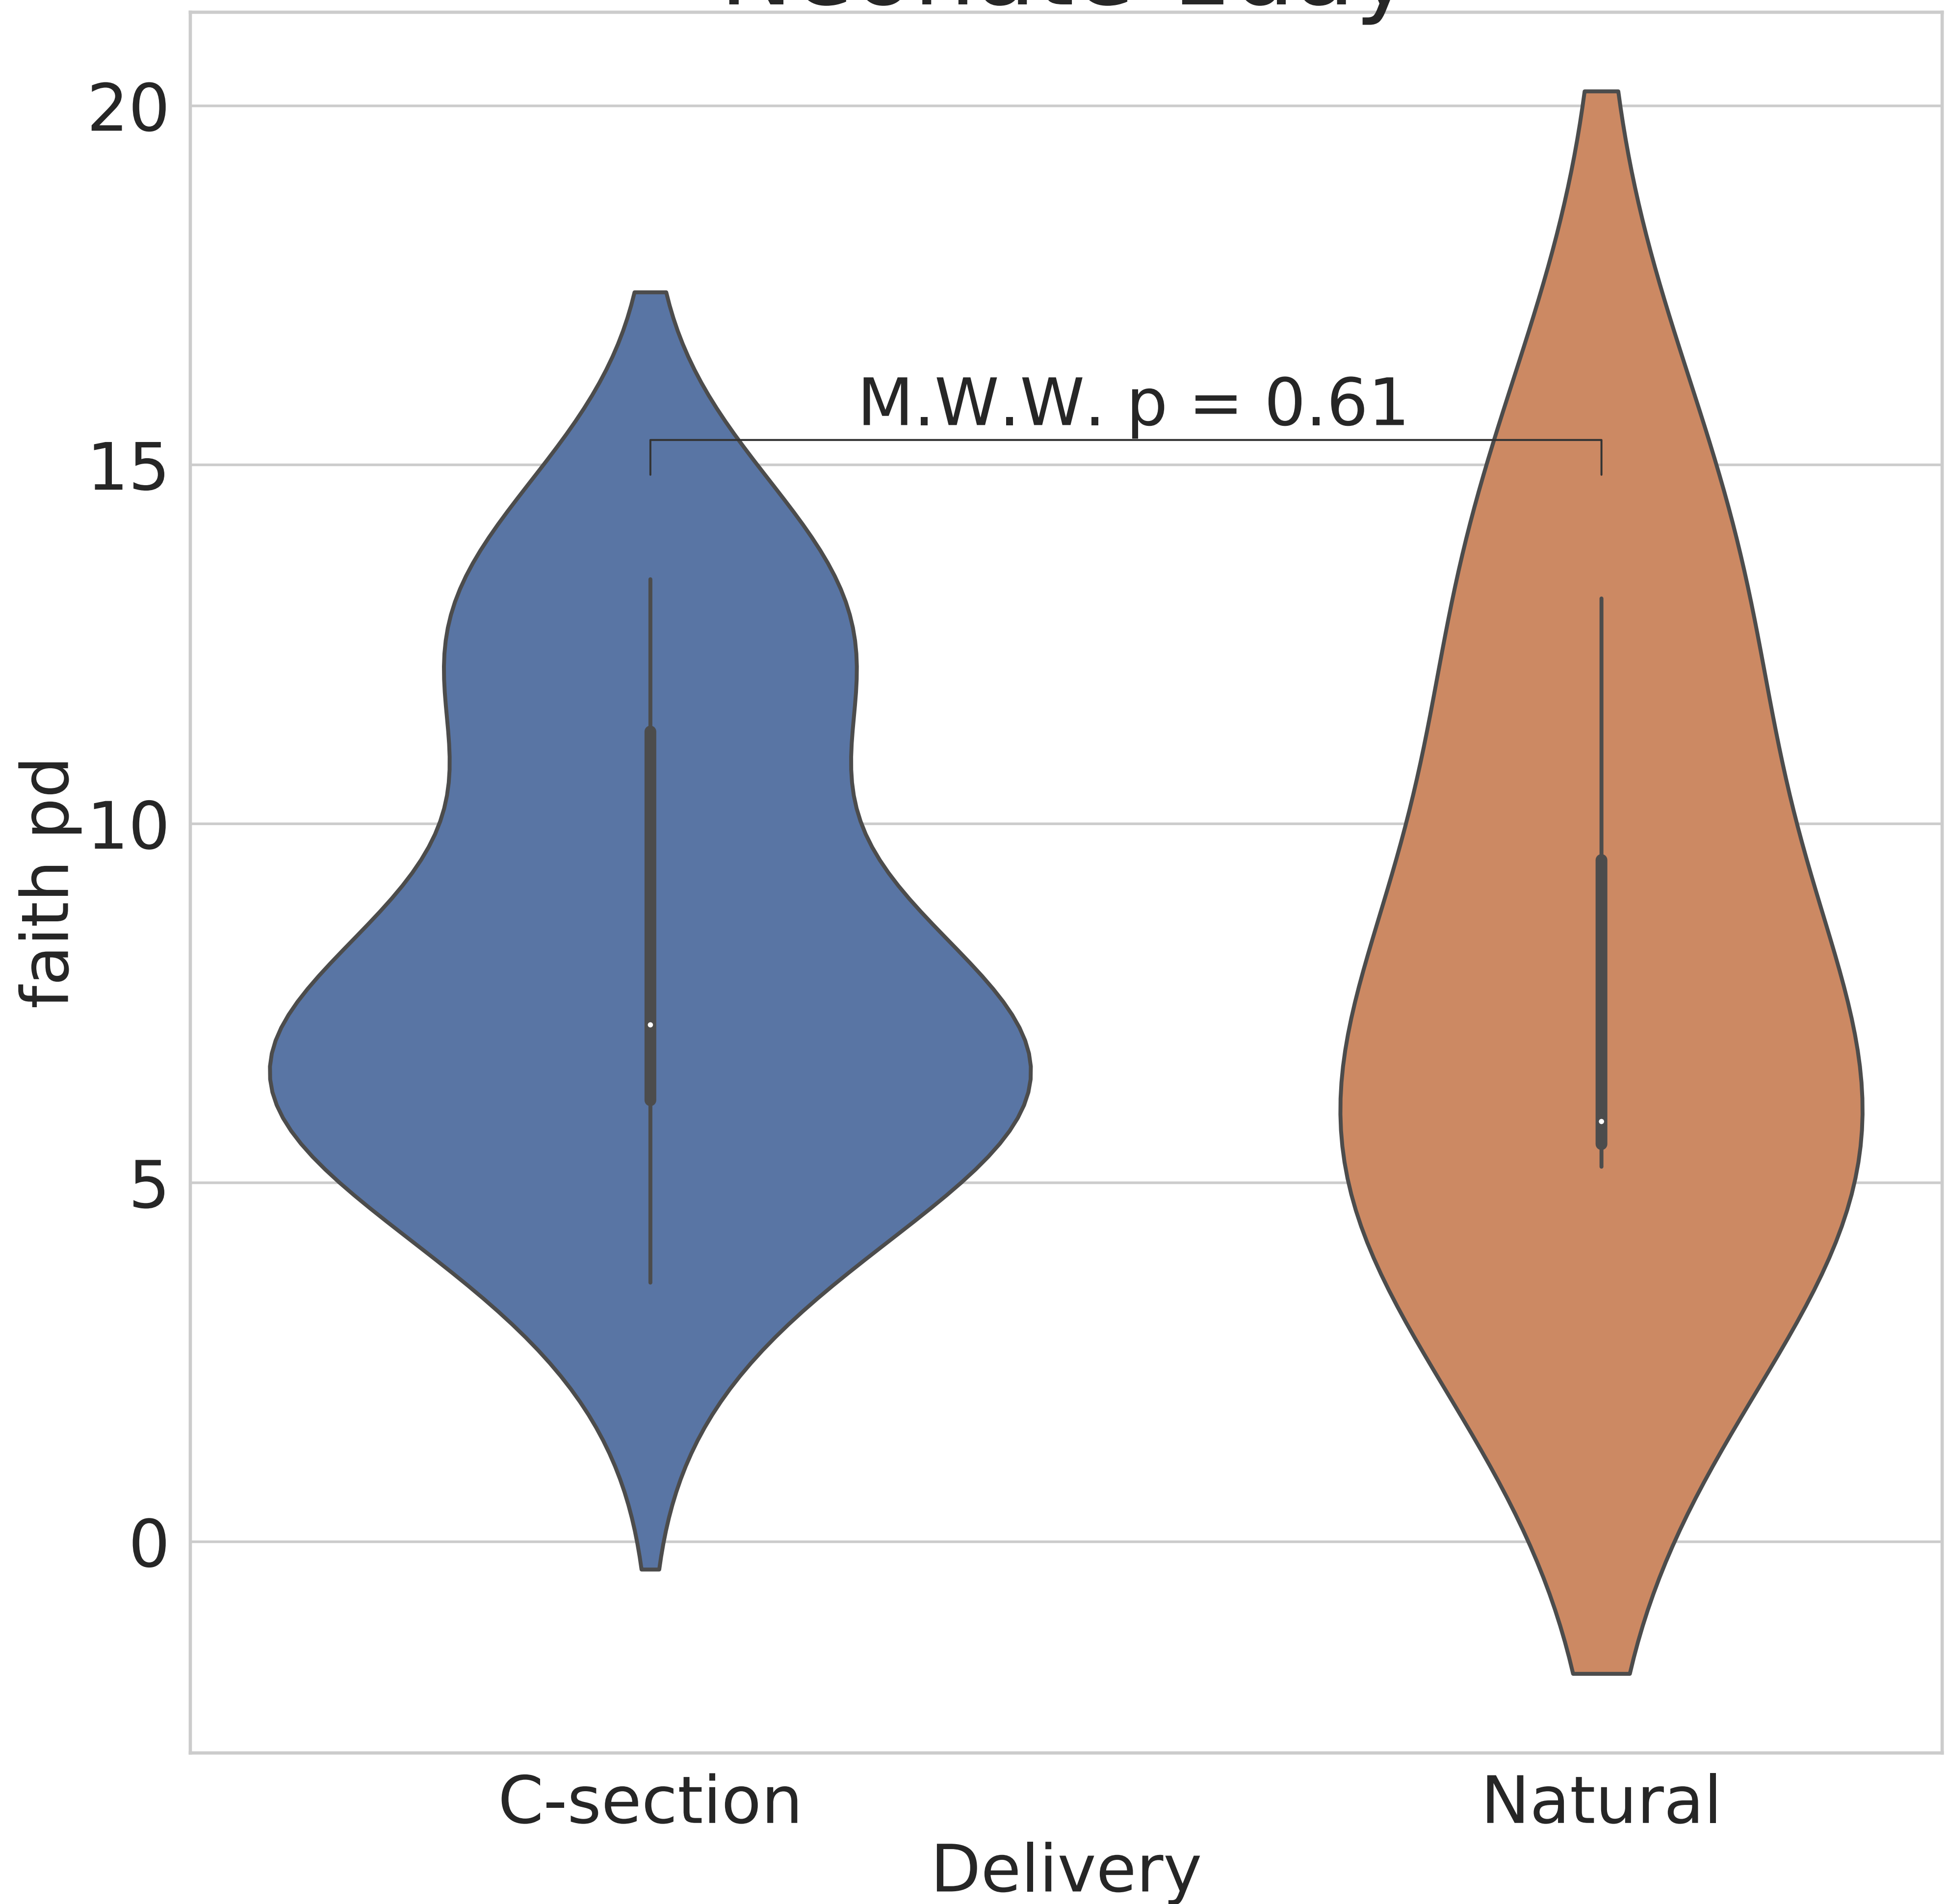 20
M.W.W. p = 0.61
15
faith pd
10
5
0
C-section Natural
Delivery